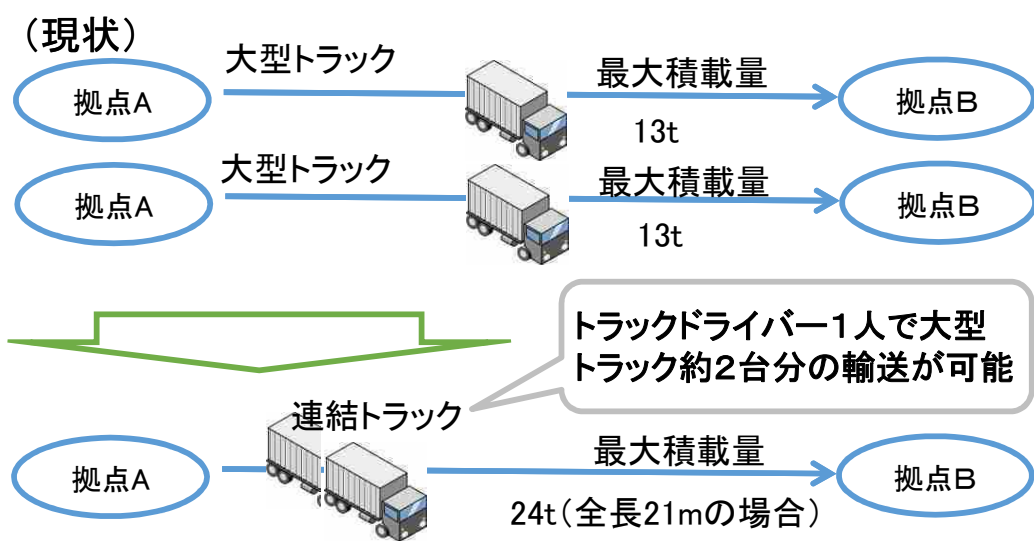 (現状)
大型トラック
最大積載量
拠点A
拠点B
13t
大型トラック
最大積載量
拠点A
拠点B
13t
トラックドライバー１人で大型
トラック約２台分の輸送が可能
連結トラック
最大積載量
拠点A
拠点B
24t(全長21mの場合)